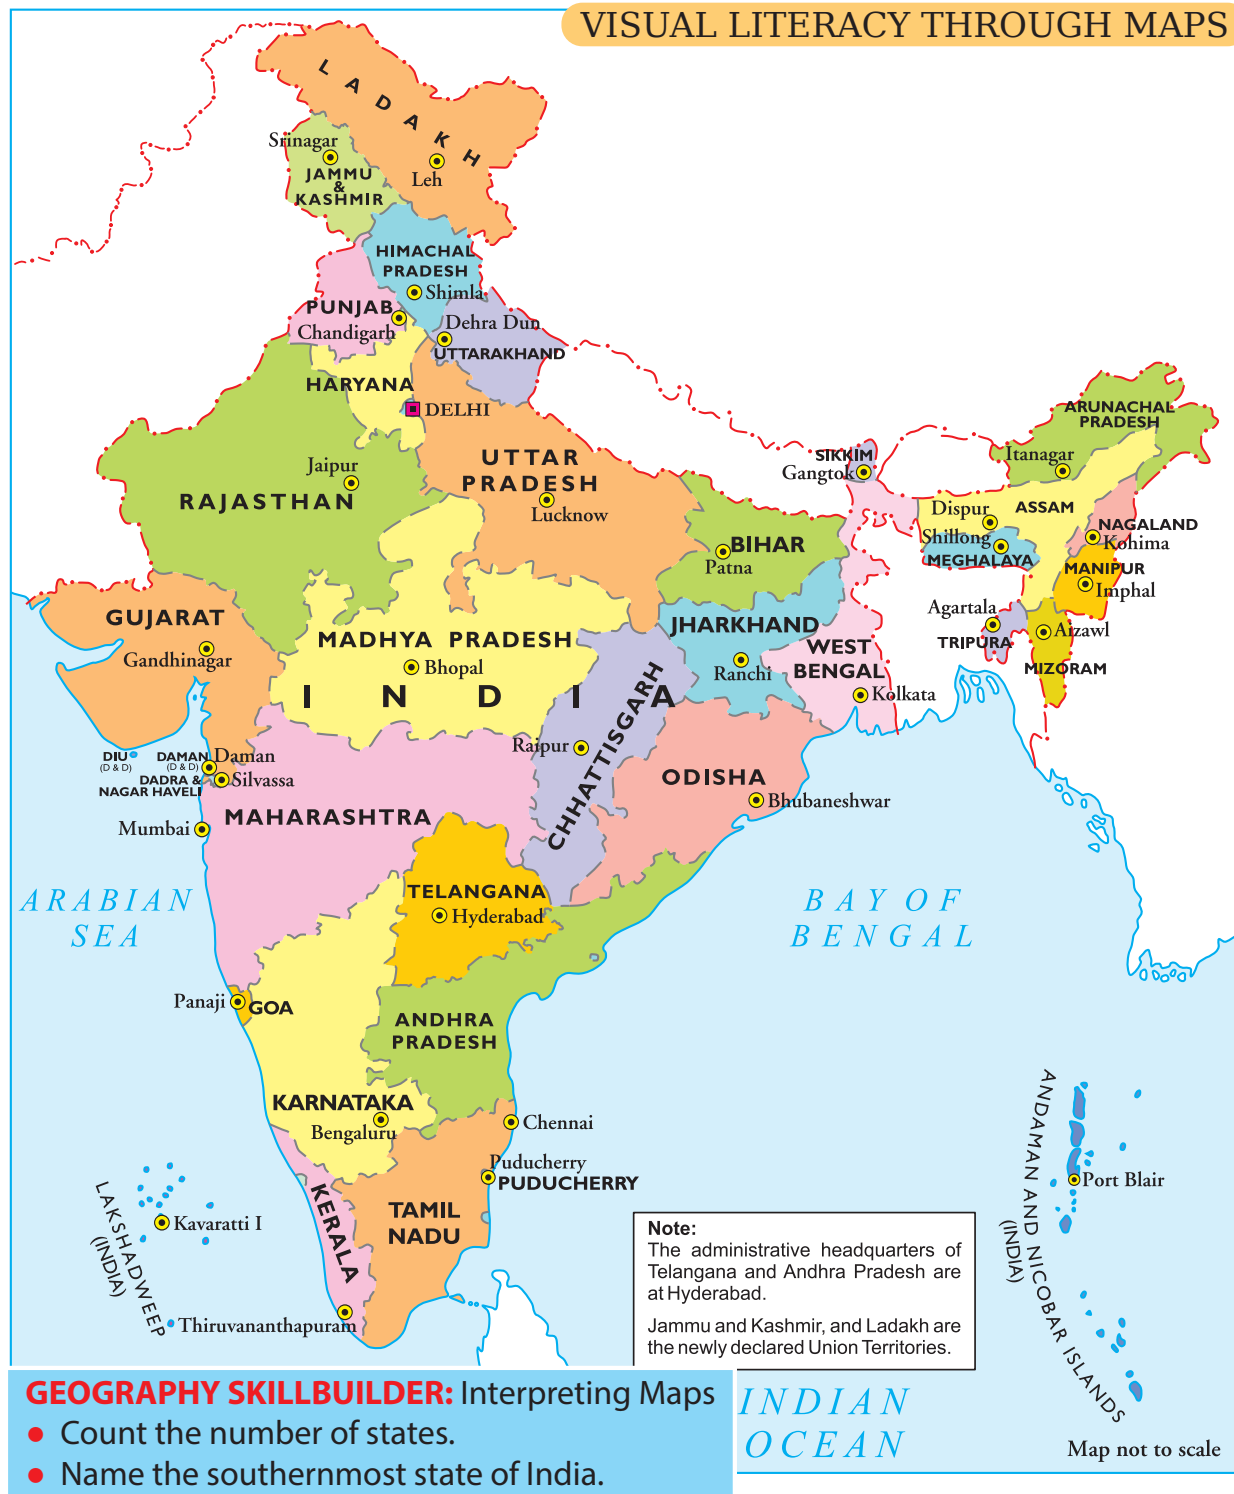 VISUAL LITERACY THROUGH MAPS
LADAKH
Srinagar
Leh
JAMMU
&
KASHMIR
HIMACHAL
PRADESH
Shimla
PUNJAB
Chandigarh
Dehra Dun
UTTARAKHAND
HARYANA
DELHI
ARUNACHAL
PRADESH
Itanagar
SIKKIM
Gangtok
UTTAR
PRADESH
Lucknow
Jaipur
RAJASTHAN
Dispur
ASSAM
NAGALAND
Kohima
Shillong
MEGHALAYA
BIHAR
Patna
MANIPUR
Imphal
Agartala
TRIPURA
Aizawl
MIZORAM
GUJARAT
Gandhinagar
MADHYA PRADESH
Bhopal
JHARKHAND
Ranchi
WEST
BENGAL
Kolkata
INDIA
CHHATTISGARH
Raipur
DIU
(D & D)
DAMAN
(D & D)
Daman
DADRA &
NAGAR HAVELI
Silvassa
ODISHA
Bhubaneshwar
Mumbai
MAHARASHTRA
TELANGANA
Hyderabad
ARABIAN
SEA
BAY OF
BENGAL
Panaji
GOA
ANDHRA
PRADESH
KARNATAKA
Bengaluru
Chennai
Puducherry
PUDUCHERRY
KERALA
TAMIL
NADU
LAKSHADWEEP
(INDIA)
Kavaratti I
Thiruvananthapuram
ANDAMAN AND NICOBAR ISLANDS
(INDIA)
Port Blair
Note:
The administrative headquarters of
Telangana and Andhra Pradesh are
at Hyderabad.
Jammu and Kashmir, and Ladakh are
the newly declared Union Territories.
INDIAN
OCEAN
Map not to scale
GEOGRAPHY SKILLBUILDER: Interpreting Maps
● Count the number of states.
● Name the southernmost state of India.